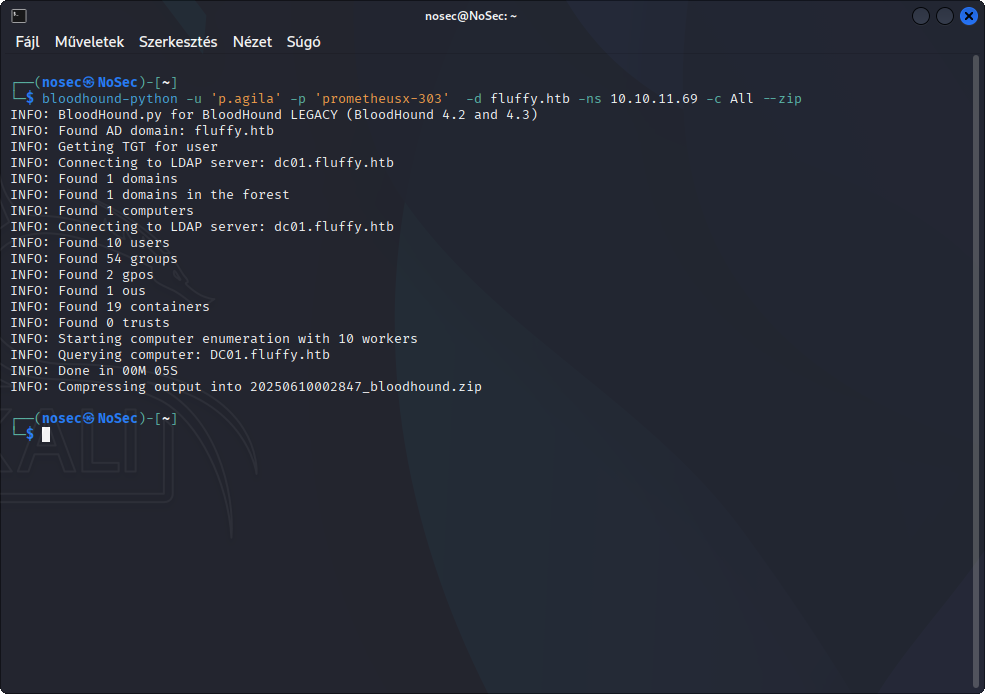 nosec@NoSec: ~
Fájl Műveletek Szerkesztés Nézet Súgó
┌──(nosec㉿NoSec)-[~]
└─$ bloodhound-python -u 'p.agila' -p 'prometheusx-303'  -d fluffy.htb -ns 10.10.11.69 -c All --zip
INFO: BloodHound.py for BloodHound LEGACY (BloodHound 4.2 and 4.3)
INFO: Found AD domain: fluffy.htb
INFO: Getting TGT for user
INFO: Connecting to LDAP server: dc01.fluffy.htb
INFO: Found 1 domains
INFO: Found 1 domains in the forest
INFO: Found 1 computers
INFO: Connecting to LDAP server: dc01.fluffy.htb
INFO: Found 10 users
INFO: Found 54 groups
INFO: Found 2 gpos
INFO: Found 1 ous
INFO: Found 19 containers
INFO: Found 0 trusts
INFO: Starting computer enumeration with 10 workers
INFO: Querying computer: DC01.fluffy.htb
INFO: Done in 00M 05S
INFO: Compressing output into 20250610002847_bloodhound.zip
┌──(nosec㉿NoSec)-[~]
└─$
KALI